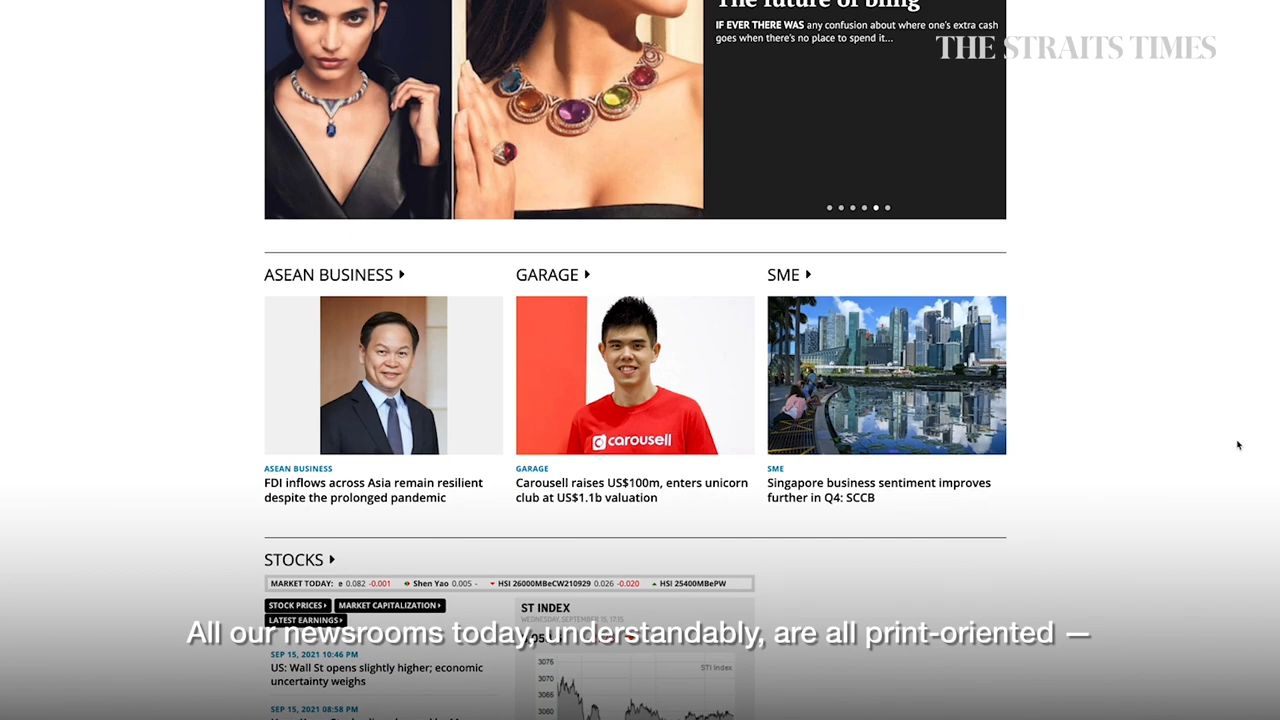 The future of bling
IF EVER THERE WAS any confusion about where one's extra cash
goes when there's no place to spend it...
THE STRAITS TIMES
ASEAN BUSINESS
GARAGE
SME
carousell
ASEAN BUSINESS
FDI inflows across Asia remain resilient
despite the prolonged pandemic
GARAGE
Carousell raises US$100m, enters unicorn
club at US$1.1b valuation
SME
Singapore business sentiment improves
further in Q4: SCCB
STOCKS
MARKET TODAY: e 0.082 -0.001 Shen Yao 0.005 - HSI 26000MBeCW210929 0.026 -0.020 HSI 25400MBePW
STOCK PRICES
MARKET CAPITALIZATION
LATEST EARNINGS
ST INDEX
WEDNESDAY, SEPTEMBER 15, 17:15
All our newsrooms today, understandably, are all print-oriented —
SEP 15, 2021 10:46 PM
US: Wall St opens slightly higher; economic
uncertainty weighs
SEP 15, 2021 08:58 PM
STI Index
3075
3070
3065
3060